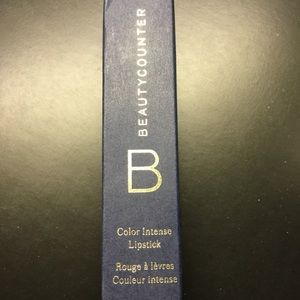 BEAUTYCOUNTER
B
Color Intense
Lipstick
Rouge à lèvres
Couleur intense